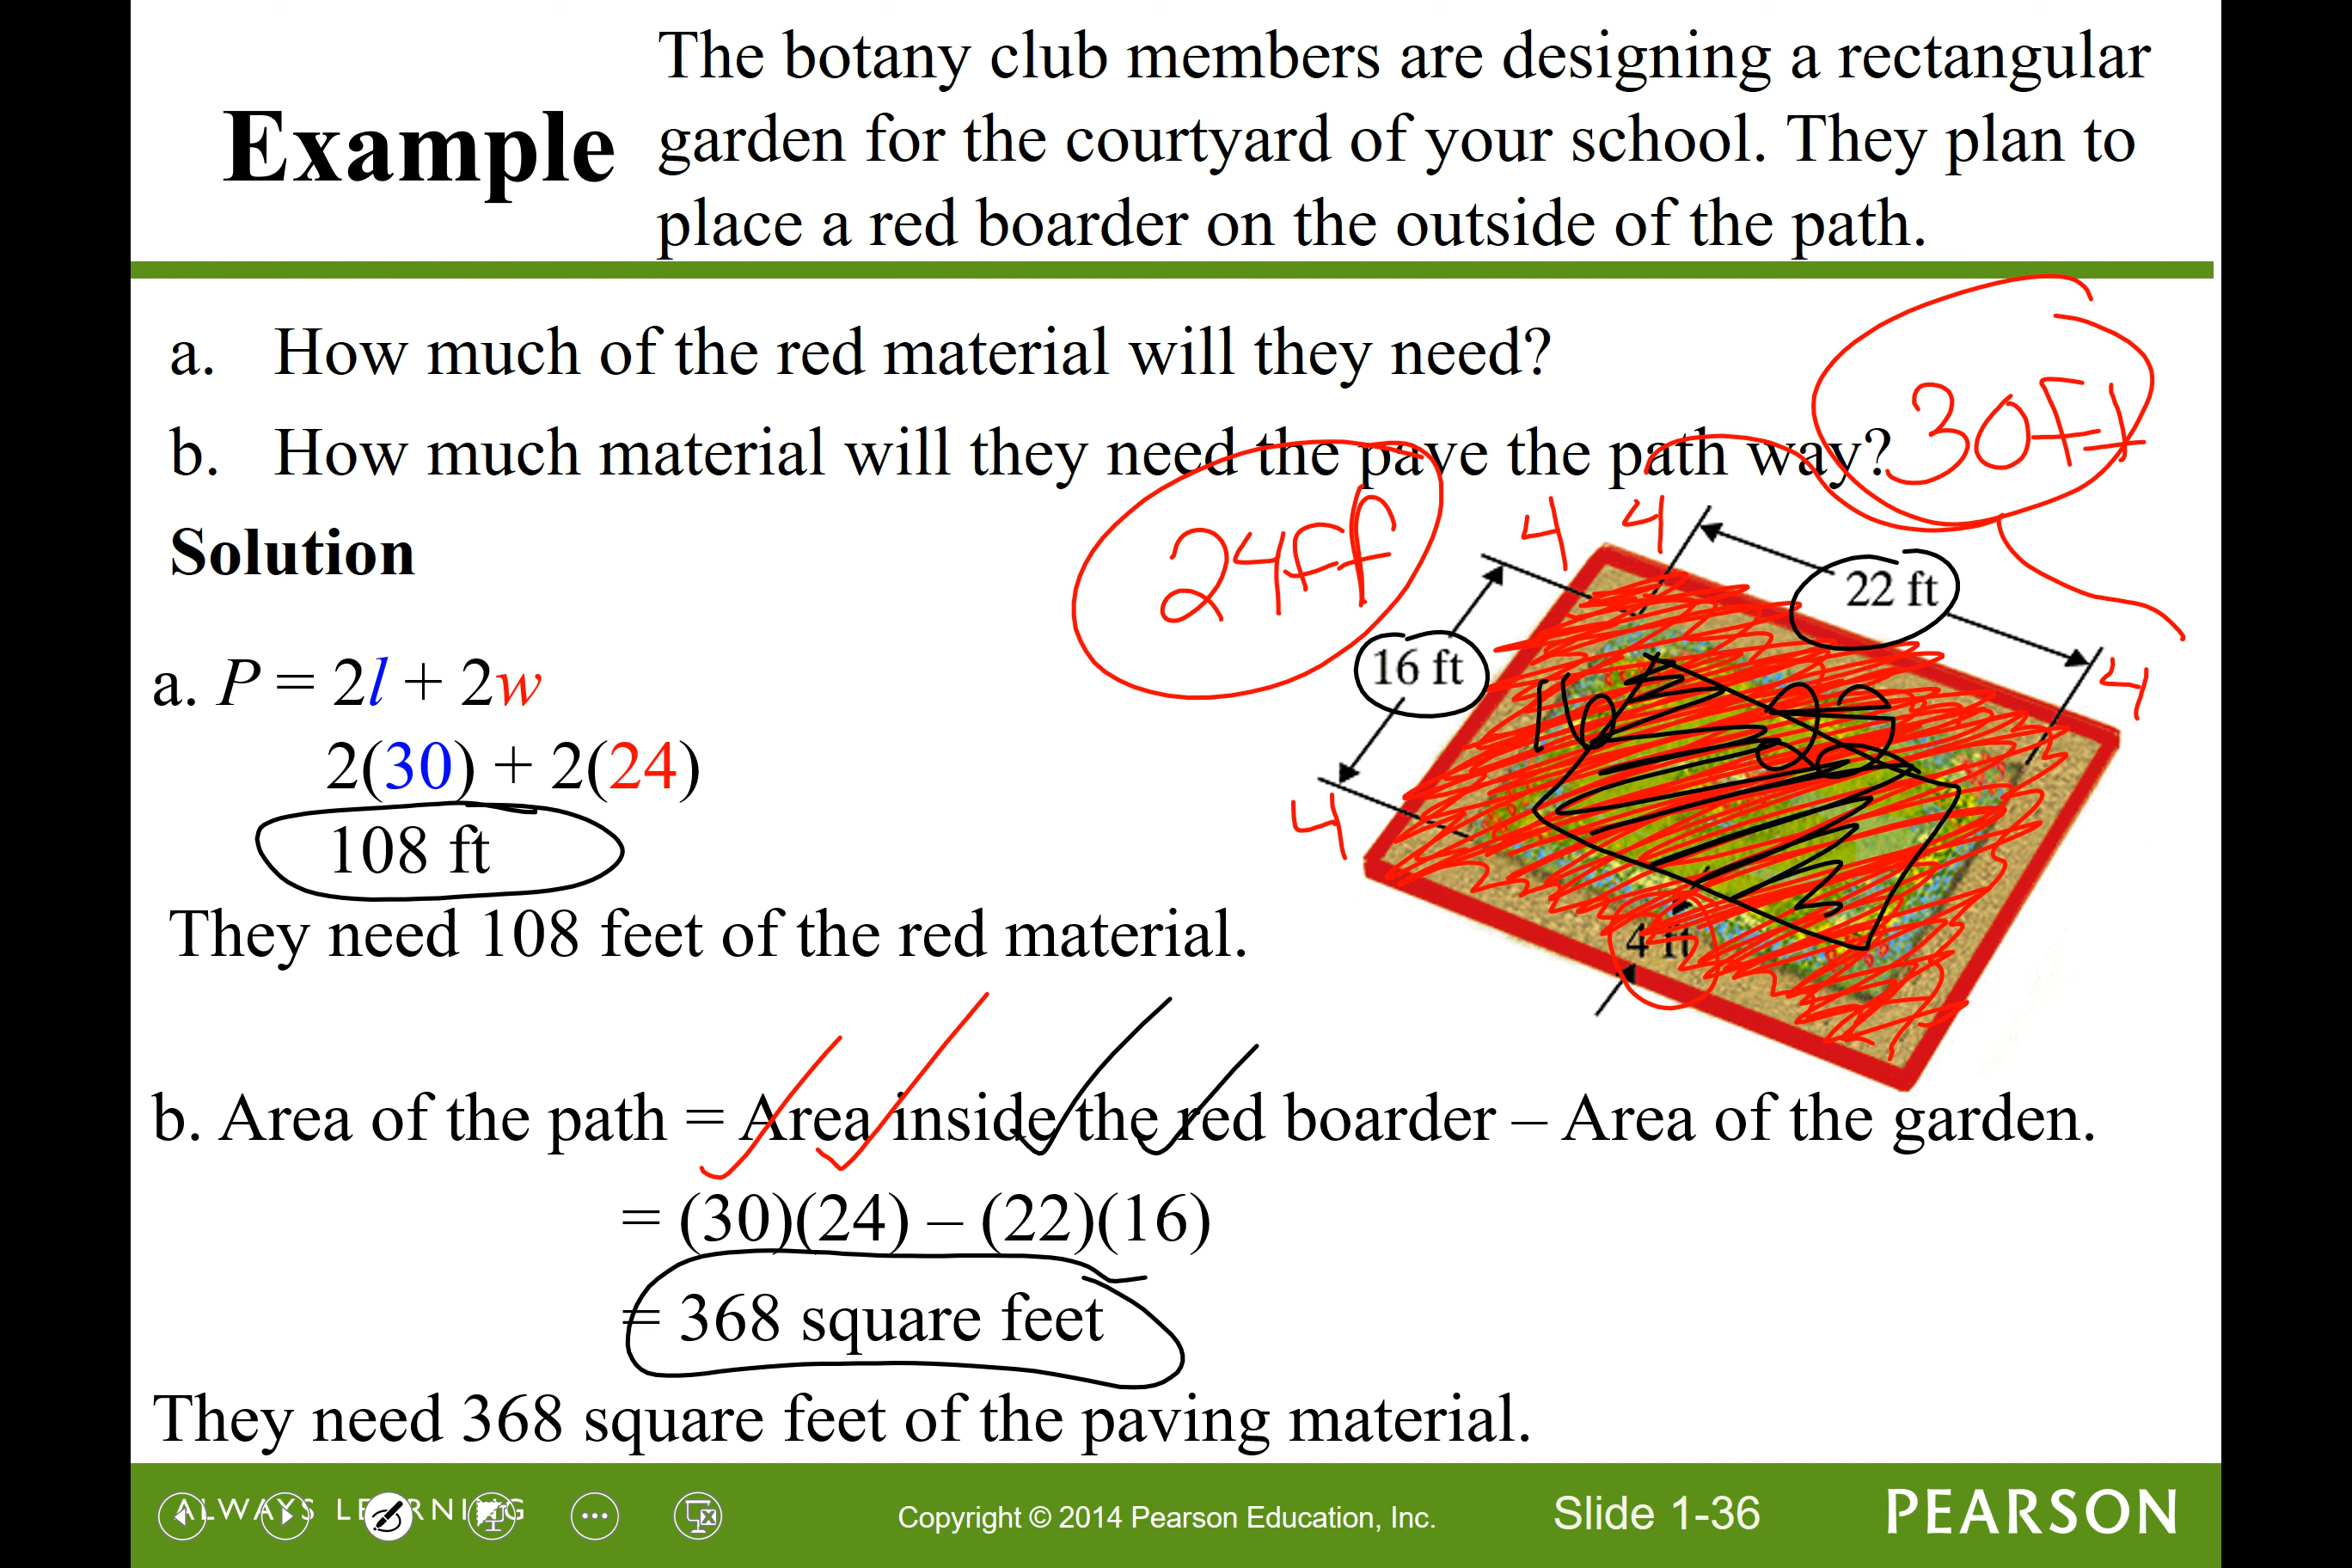 Example
The botany club members are designing a rectangular
garden for the courtyard of your school. They plan to
place a red boarder on the outside of the path.
a. How much of the red material will they need?
b. How much material will they need the pave the path way?
30Ft
24ft
Solution
4 4
22 ft
16 ft
4
16 22
4
4 ft
a. P = 2l + 2w
2(30) + 2(24)
108 ft
They need 108 feet of the red material.
b. Area of the path = Area inside the red boarder – Area of the garden.
= (30)(24) – (22)(16)
= 368 square feet
They need 368 square feet of the paving material.
ALWAYS LEARNING
Copyright © 2014 Pearson Education, Inc.
Slide 1-36
PEARSON